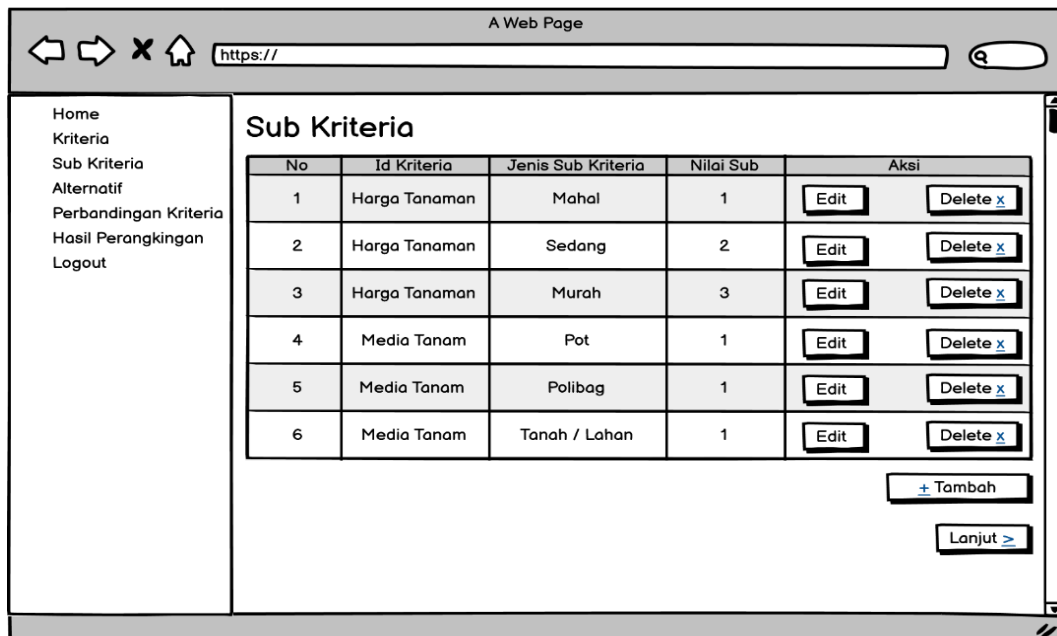 A Web Page
https://
Home
Kriteria
Sub Kriteria
Alternatif
Perbandingan Kriteria
Hasil Perangkingan
Logout
Sub Kriteria
No Id Kriteria Jenis Sub Kriteria Nilai Sub Aksi
1 Harga Tanaman Mahal 1 Edit Delete x
2 Harga Tanaman Sedang 2 Edit Delete x
3 Harga Tanaman Murah 3 Edit Delete x
4 Media Tanam Pot 1 Edit Delete x
5 Media Tanam Polibag 1 Edit Delete x
6 Media Tanam Tanah / Lahan 1 Edit Delete x
+ Tambah
Lanjut >